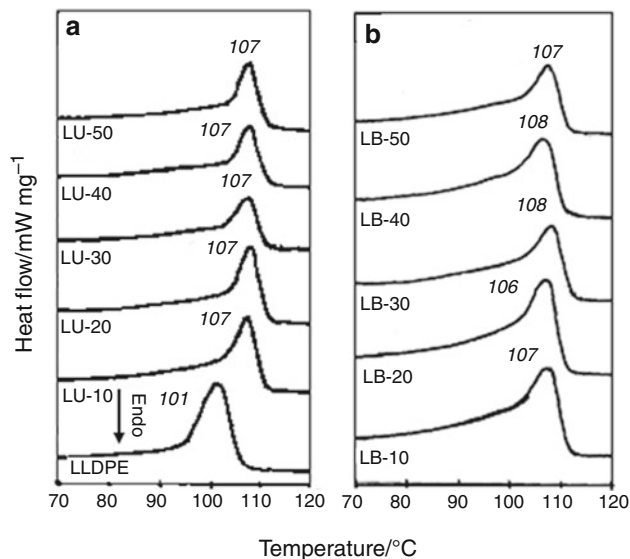 a
107
LU-50
107
LU-40
107
LU-30
LU-20
107
LU-10
Endo
101
LLDPE
70 80 90 100 110 120
b
107
LB-50
108
LB-40
108
LB-30
106
LB-20
107
LB-10
70 80 90 100 110 120
Heat flow/mW mg⁻¹
Temperature/°C